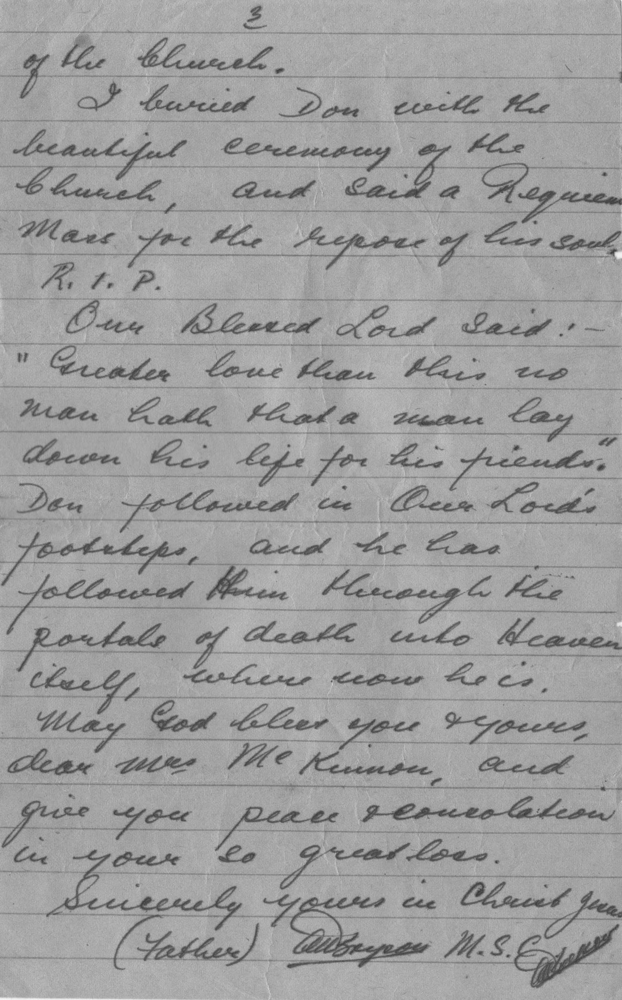 3
of the Church.
I buried Don with the
beautiful ceremony of the
Church, and said a Requiem
Mass for the repose of his soul.
R. I. P.
Our Blessed Lord said :-
"Greater love than this no
man hath that a man lay
down his life for his friends."
Don followed in Our Lord's
footsteps, and he has
followed Him through the
portals of death into Heaven
itself, where now he is.
May God bless you & yours,
dear Mrs McKinnon, and
give you peace & consolation
in your so great loss.
Sincerely yours in Christ Jesus
(Father) M.S.C.